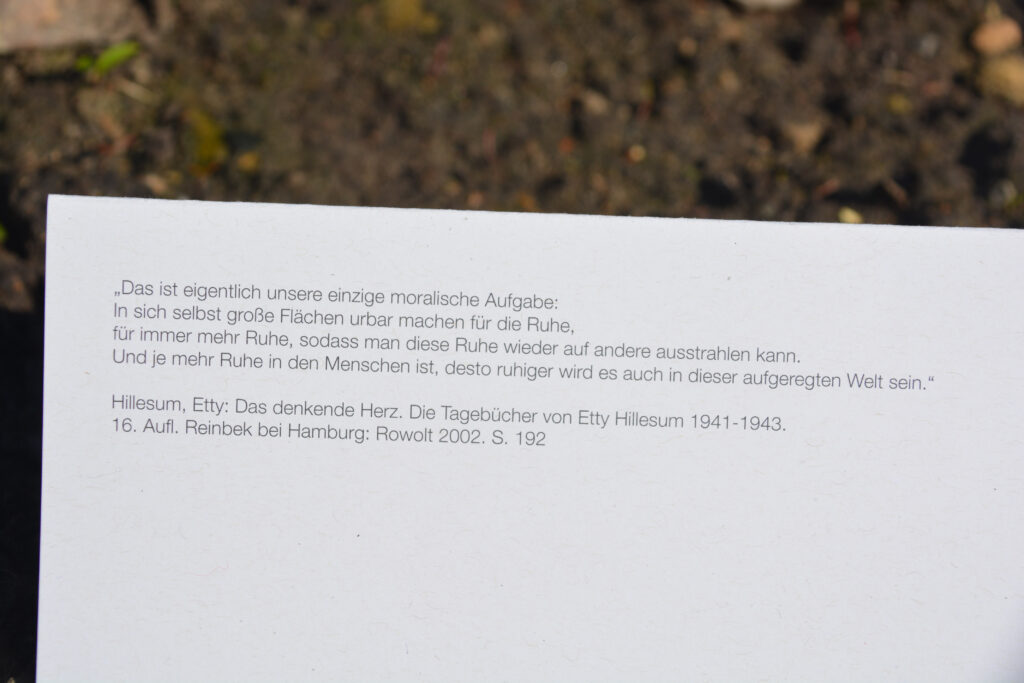 „Das ist eigentlich unsere einzige moralische Aufgabe:
In sich selbst große Flächen urbar machen für die Ruhe,
für immer mehr Ruhe, sodass man diese Ruhe wieder auf andere ausstrahlen kann.
Und je mehr Ruhe in den Menschen ist, desto ruhiger wird es auch in dieser aufgeregten Welt sein.“
Hillesum, Etty: Das denkende Herz. Die Tagebücher von Etty Hillesum 1941-1943.
16. Aufl. Reinbek bei Hamburg: Rowolt 2002. S. 192